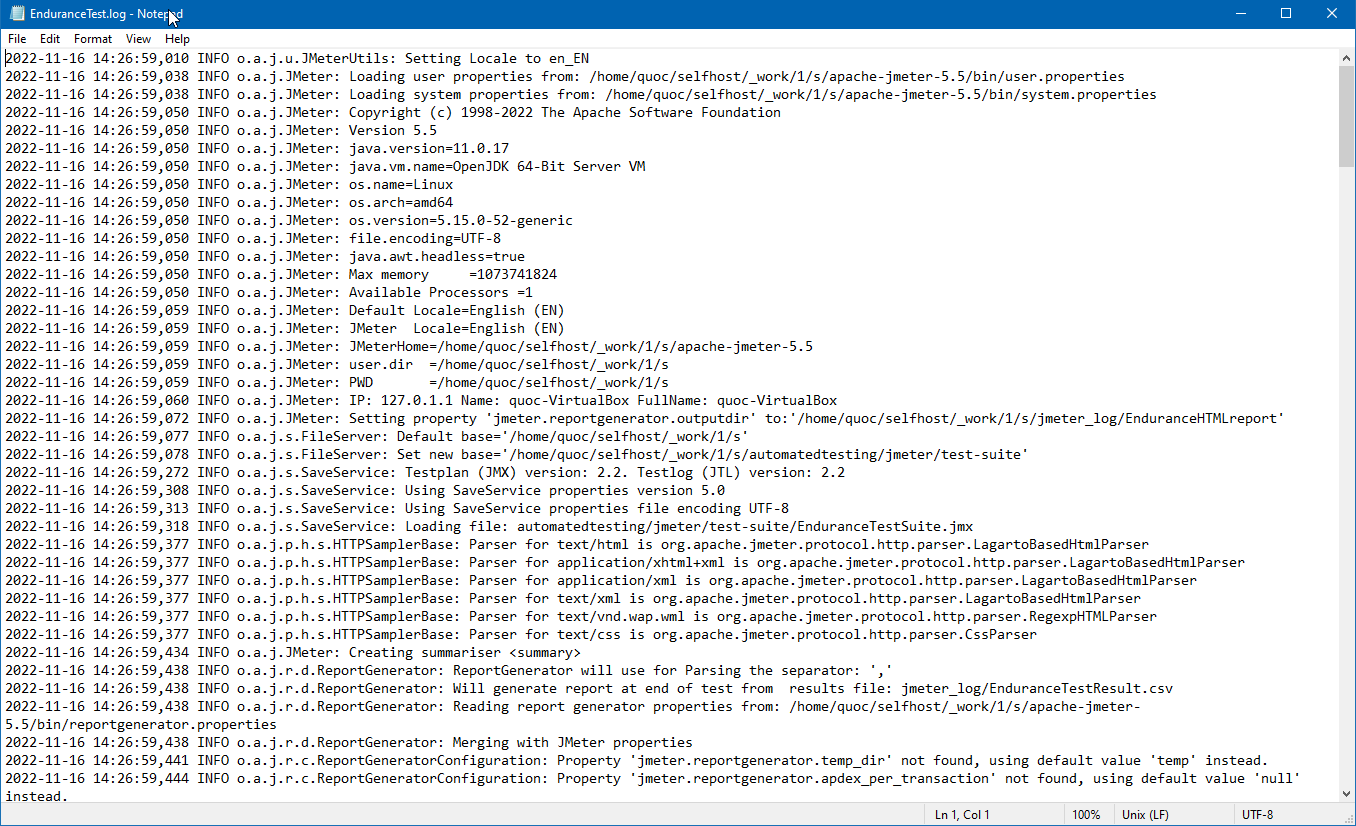 EnduranceTest.log - Notepad
File Edit Format View Help
2022-11-16 14:26:59,010 INFO o.a.j.u.JMeterUtils: Setting Locale to en_EN
2022-11-16 14:26:59,038 INFO o.a.j.JMeter: Loading user properties from: /home/quoc/selfhost/_work/1/s/apache-jmeter-5.5/bin/user.properties
2022-11-16 14:26:59,038 INFO o.a.j.JMeter: Loading system properties from: /home/quoc/selfhost/_work/1/s/apache-jmeter-5.5/bin/system.properties
2022-11-16 14:26:59,050 INFO o.a.j.JMeter: Copyright (c) 1998-2022 The Apache Software Foundation
2022-11-16 14:26:59,050 INFO o.a.j.JMeter: Version 5.5
2022-11-16 14:26:59,050 INFO o.a.j.JMeter: java.version=11.0.17
2022-11-16 14:26:59,050 INFO o.a.j.JMeter: java.vm.name=OpenJDK 64-Bit Server VM
2022-11-16 14:26:59,050 INFO o.a.j.JMeter: os.name=Linux
2022-11-16 14:26:59,050 INFO o.a.j.JMeter: os.arch=amd64
2022-11-16 14:26:59,050 INFO o.a.j.JMeter: os.version=5.15.0-52-generic
2022-11-16 14:26:59,050 INFO o.a.j.JMeter: file.encoding=UTF-8
2022-11-16 14:26:59,050 INFO o.a.j.JMeter: java.awt.headless=true
2022-11-16 14:26:59,050 INFO o.a.j.JMeter: Max memory     =1073741824
2022-11-16 14:26:59,050 INFO o.a.j.JMeter: Available Processors =1
2022-11-16 14:26:59,059 INFO o.a.j.JMeter: Default Locale=English (EN)
2022-11-16 14:26:59,059 INFO o.a.j.JMeter: JMeter  Locale=English (EN)
2022-11-16 14:26:59,059 INFO o.a.j.JMeter: JMeterHome=/home/quoc/selfhost/_work/1/s/apache-jmeter-5.5
2022-11-16 14:26:59,059 INFO o.a.j.JMeter: user.dir  =/home/quoc/selfhost/_work/1/s
2022-11-16 14:26:59,059 INFO o.a.j.JMeter: PWD       =/home/quoc/selfhost/_work/1/s
2022-11-16 14:26:59,060 INFO o.a.j.JMeter: IP: 127.0.1.1 Name: quoc-VirtualBox FullName: quoc-VirtualBox
2022-11-16 14:26:59,072 INFO o.a.j.JMeter: Setting property 'jmeter.reportgenerator.outputdir' to:'/home/quoc/selfhost/_work/1/s/jmeter_log/EnduranceHTMLreport'
2022-11-16 14:26:59,077 INFO o.a.j.s.FileServer: Default base='/home/quoc/selfhost/_work/1/s'
2022-11-16 14:26:59,078 INFO o.a.j.s.FileServer: Set new base='/home/quoc/selfhost/_work/1/s/automatedtesting/jmeter/test-suite'
2022-11-16 14:26:59,272 INFO o.a.j.s.SaveService: Testplan (JMX) version: 2.2. Testlog (JTL) version: 2.2
2022-11-16 14:26:59,308 INFO o.a.j.s.SaveService: Using SaveService properties version 5.0
2022-11-16 14:26:59,313 INFO o.a.j.s.SaveService: Using SaveService properties file encoding UTF-8
2022-11-16 14:26:59,318 INFO o.a.j.s.SaveService: Loading file: automatedtesting/jmeter/test-suite/EnduranceTestSuite.jmx
2022-11-16 14:26:59,377 INFO o.a.j.p.h.s.HTTPSamplerBase: Parser for text/html is org.apache.jmeter.protocol.http.parser.LagartoBasedHtmlParser
2022-11-16 14:26:59,377 INFO o.a.j.p.h.s.HTTPSamplerBase: Parser for application/xhtml+xml is org.apache.jmeter.protocol.http.parser.LagartoBasedHtmlParser
2022-11-16 14:26:59,377 INFO o.a.j.p.h.s.HTTPSamplerBase: Parser for application/xml is org.apache.jmeter.protocol.http.parser.LagartoBasedHtmlParser
2022-11-16 14:26:59,377 INFO o.a.j.p.h.s.HTTPSamplerBase: Parser for text/xml is org.apache.jmeter.protocol.http.parser.LagartoBasedHtmlParser
2022-11-16 14:26:59,377 INFO o.a.j.p.h.s.HTTPSamplerBase: Parser for text/vnd.wap.wml is org.apache.jmeter.protocol.http.parser.RegexpHTMLParser
2022-11-16 14:26:59,377 INFO o.a.j.p.h.s.HTTPSamplerBase: Parser for text/css is org.apache.jmeter.protocol.http.parser.CssParser
2022-11-16 14:26:59,434 INFO o.a.j.JMeter: Creating summariser <summary>
2022-11-16 14:26:59,438 INFO o.a.j.r.d.ReportGenerator: ReportGenerator will use for Parsing the separator: ','
2022-11-16 14:26:59,438 INFO o.a.j.r.d.ReportGenerator: Will generate report at end of test from  results file: jmeter_log/EnduranceTestResult.csv
2022-11-16 14:26:59,438 INFO o.a.j.r.d.ReportGenerator: Reading report generator properties from: /home/quoc/selfhost/_work/1/s/apache-jmeter-
5.5/bin/reportgenerator.properties
2022-11-16 14:26:59,438 INFO o.a.j.r.d.ReportGenerator: Merging with JMeter properties
2022-11-16 14:26:59,441 INFO o.a.j.r.c.ReportGeneratorConfiguration: Property 'jmeter.reportgenerator.temp_dir' not found, using default value 'temp' instead.
2022-11-16 14:26:59,444 INFO o.a.j.r.c.ReportGeneratorConfiguration: Property 'jmeter.reportgenerator.apdex_per_transaction' not found, using default value 'null'
instead.
Ln 1, Col 1 100% Unix (LF) UTF-8